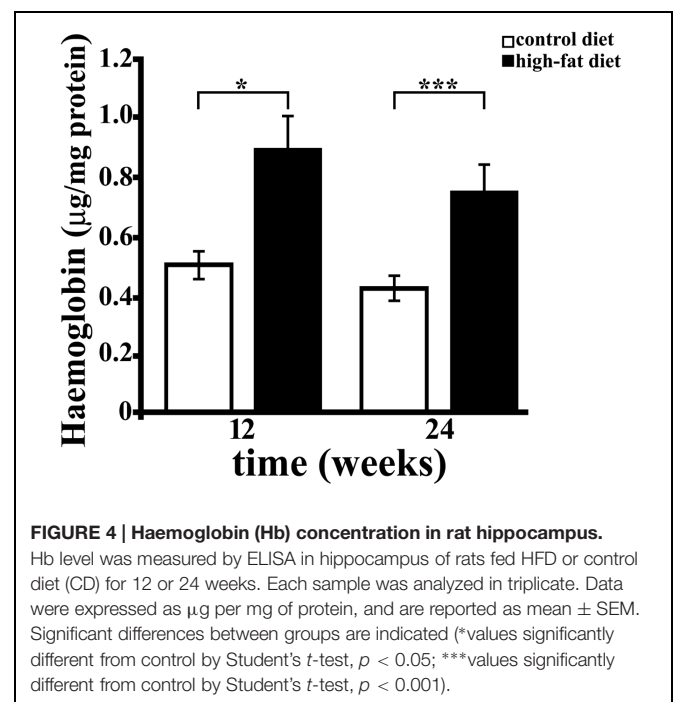 control diet
high-fat diet
Haemoglobin (μg/mg protein)
1.2
1.0
0.8
0.6
0.4
0.2
0
*
***
12
24
time (weeks)
FIGURE 4 | Haemoglobin (Hb) concentration in rat hippocampus.
Hb level was measured by ELISA in hippocampus of rats fed HFD or control
diet (CD) for 12 or 24 weeks. Each sample was analyzed in triplicate. Data
were expressed as μg per mg of protein, and are reported as mean ± SEM.
Significant differences between groups are indicated (*values significantly
different from control by Student’s t-test, p < 0.05; ***values significantly
different from control by Student’s t-test, p < 0.001).